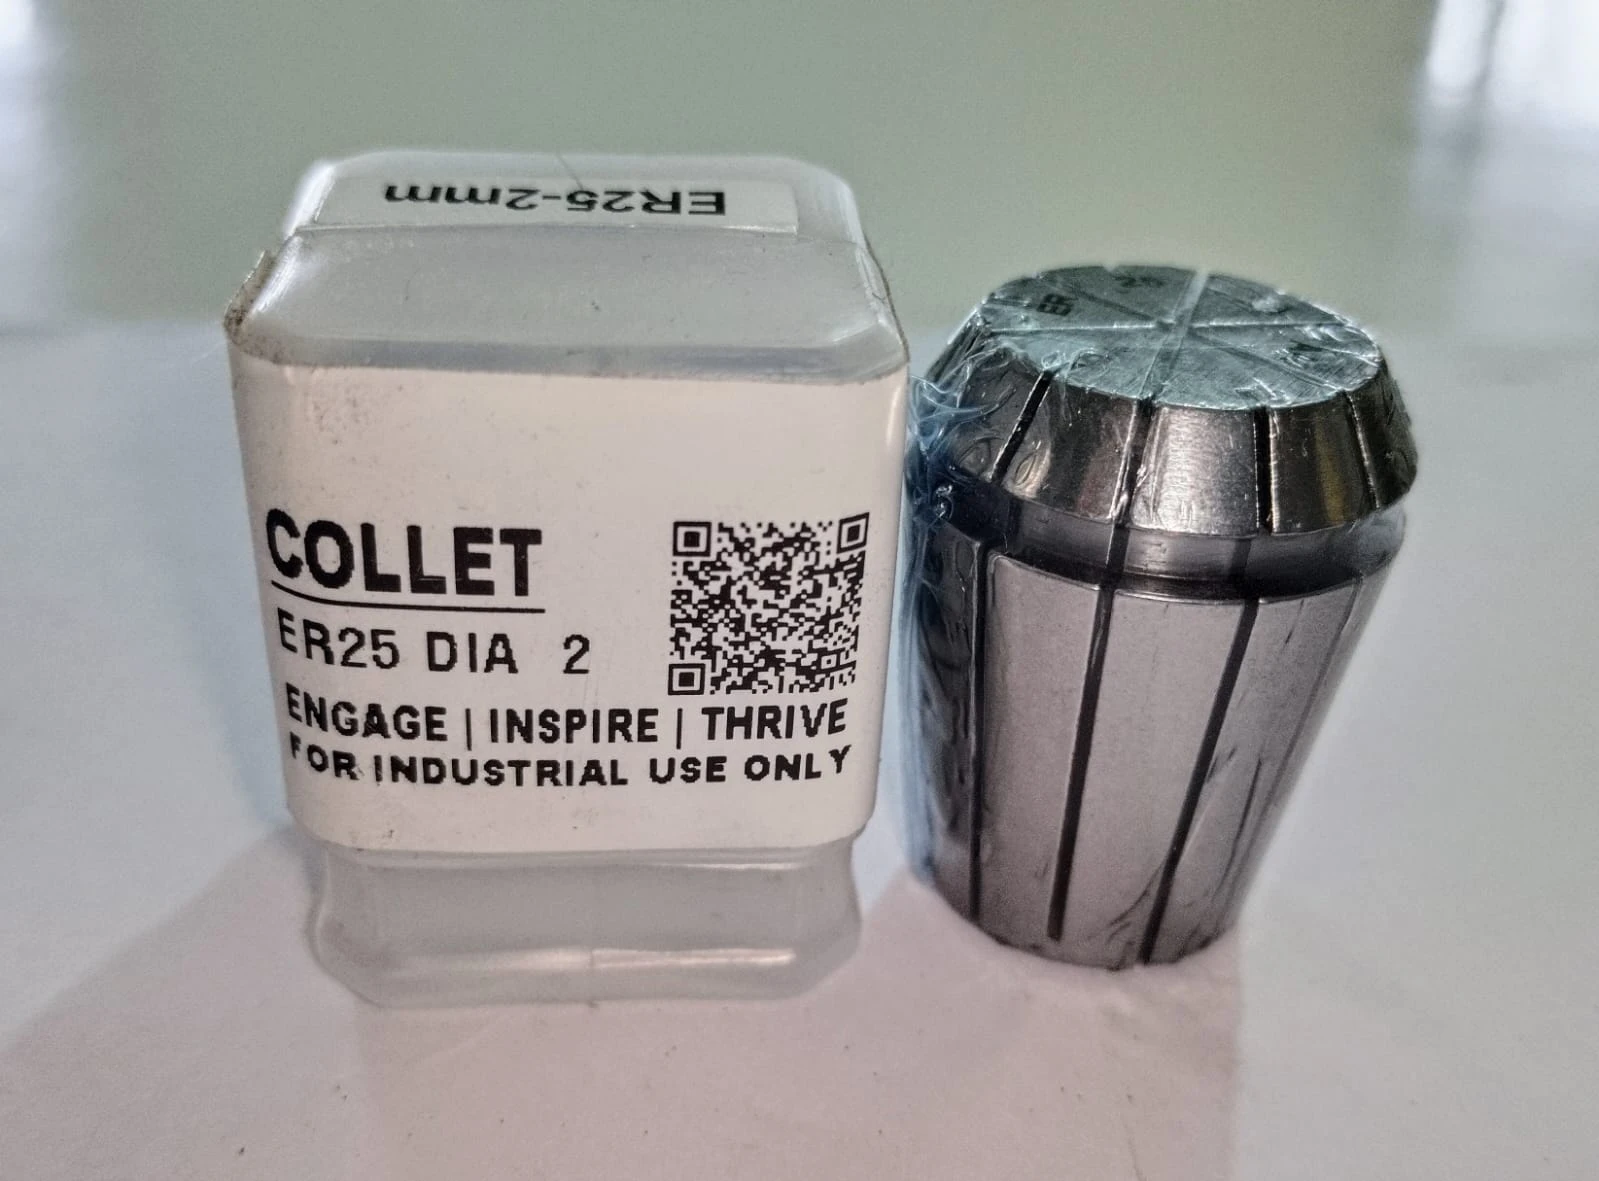 ER25-2mm
COLLET
ER25 DIA 2
ENGAGE | INSPIRE | THRIVE
FOR INDUSTRIAL USE ONLY